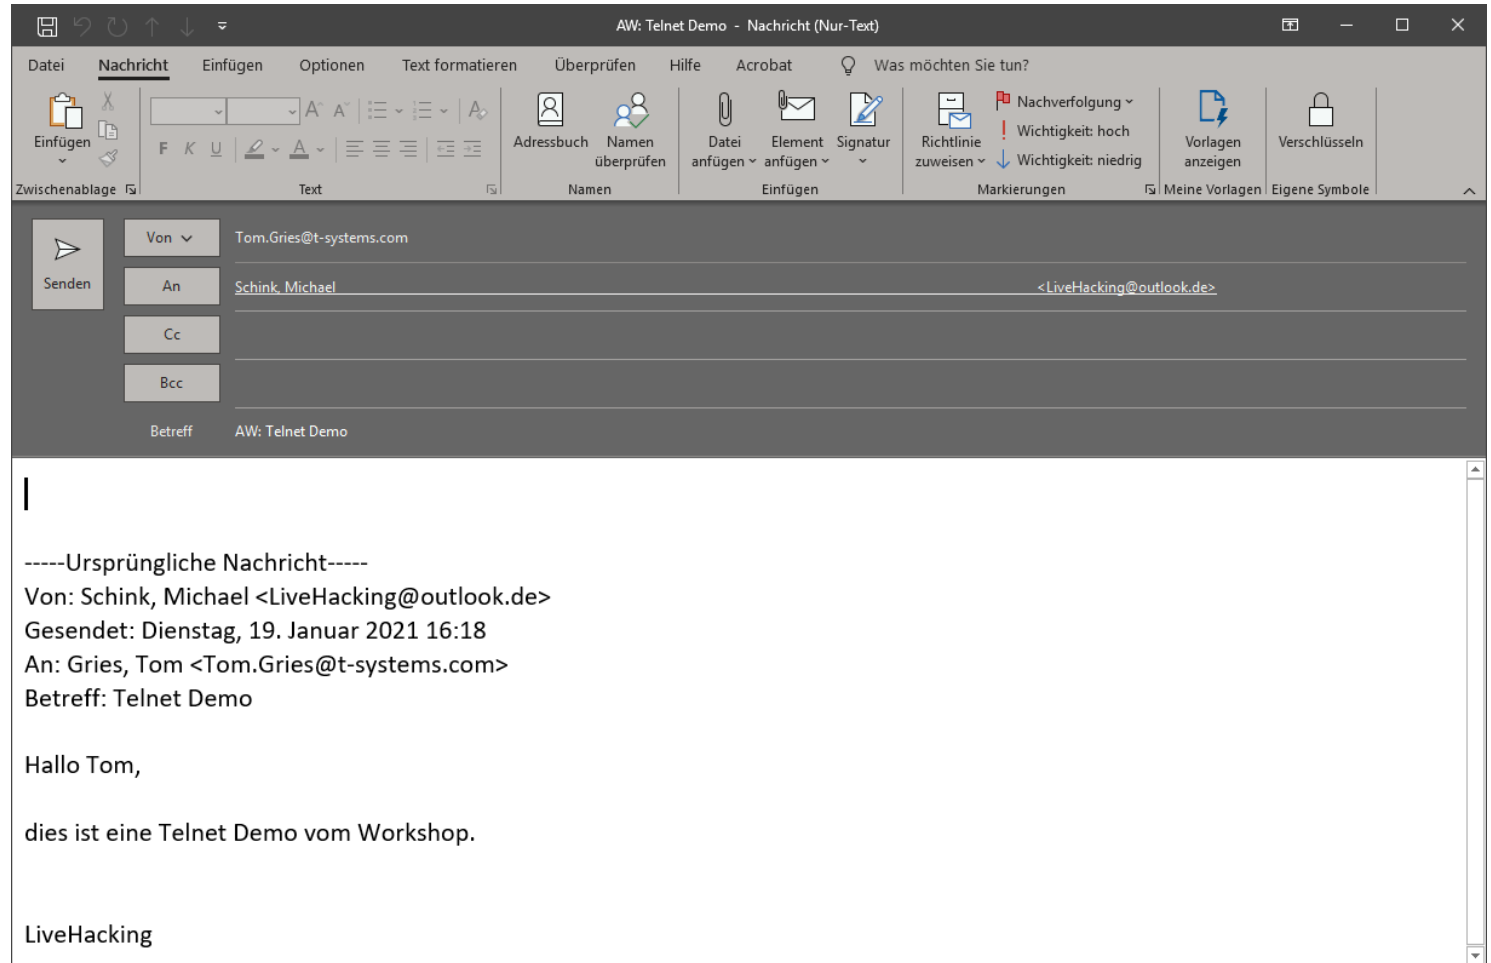 AW: Telnet Demo - Nachricht (Nur-Text)
Datei Nachricht Einfügen Optionen Text formatieren Überprüfen Hilfe Acrobat Was möchten Sie tun?
Einfügen
F K U A A A A
Adressbuch
Namen überprüfen
Datei anfügen
Element anfügen
Signatur
Richtlinie zuweisen
Nachverfolgung
Wichtigkeit: hoch
Wichtigkeit: niedrig
Vorlagen anzeigen
Verschlüsseln
Zwischenablage Text Namen Einfügen Markierungen Meine Vorlagen Eigene Symbole
Senden
Von Tom.Gries@t-systems.com
An Schink, Michael <LiveHacking@outlook.de>
Cc
Bcc
Betreff AW: Telnet Demo
-----Ursprüngliche Nachricht-----
Von: Schink, Michael <LiveHacking@outlook.de>
Gesendet: Dienstag, 19. Januar 2021 16:18
An: Gries, Tom <Tom.Gries@t-systems.com>
Betreff: Telnet Demo
Hallo Tom,
dies ist eine Telnet Demo vom Workshop.
LiveHacking